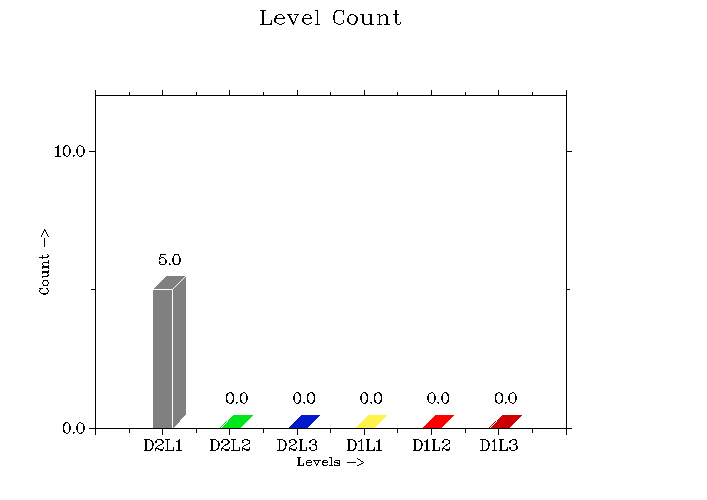 Level Count
10.0
Count ->
5.0
0.0 0.0 0.0 0.0 0.0
0.0
D2L1 D2L2 D2L3 D1L1 D1L2 D1L3
Levels ->